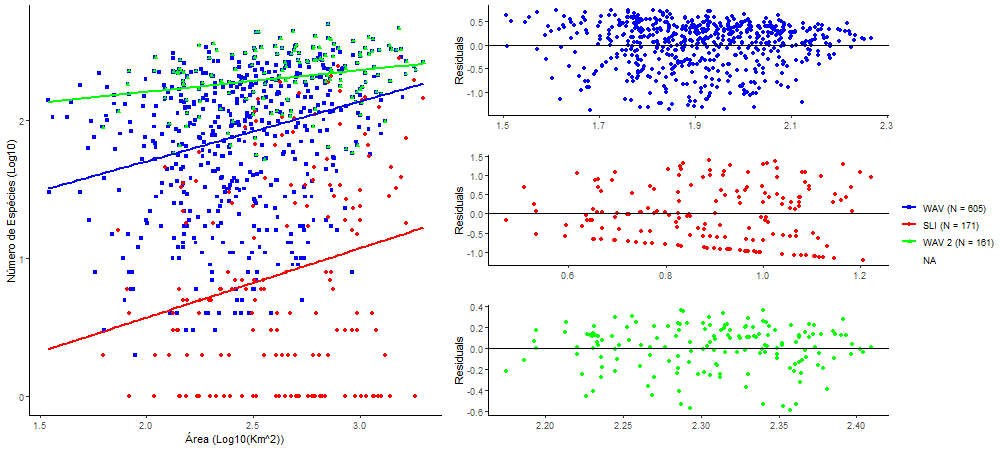 Número de Espécies (Log10)
2
1
0
1.5 2.0 2.5 3.0
Área (Log10(Km^2))
Residuals
0.5
0.0
-0.5
-1.0
1.5 1.7 1.9 2.1 2.3
Residuals
1.5
1.0
0.5
0.0
-0.5
-1.0
0.6 0.8 1.0 1.2
Residuals
0.4
0.2
0.0
-0.2
-0.4
-0.6
2.20 2.25 2.30 2.35 2.40
WAV (N = 605)
SLI (N = 171)
WAV 2 (N = 161)
NA